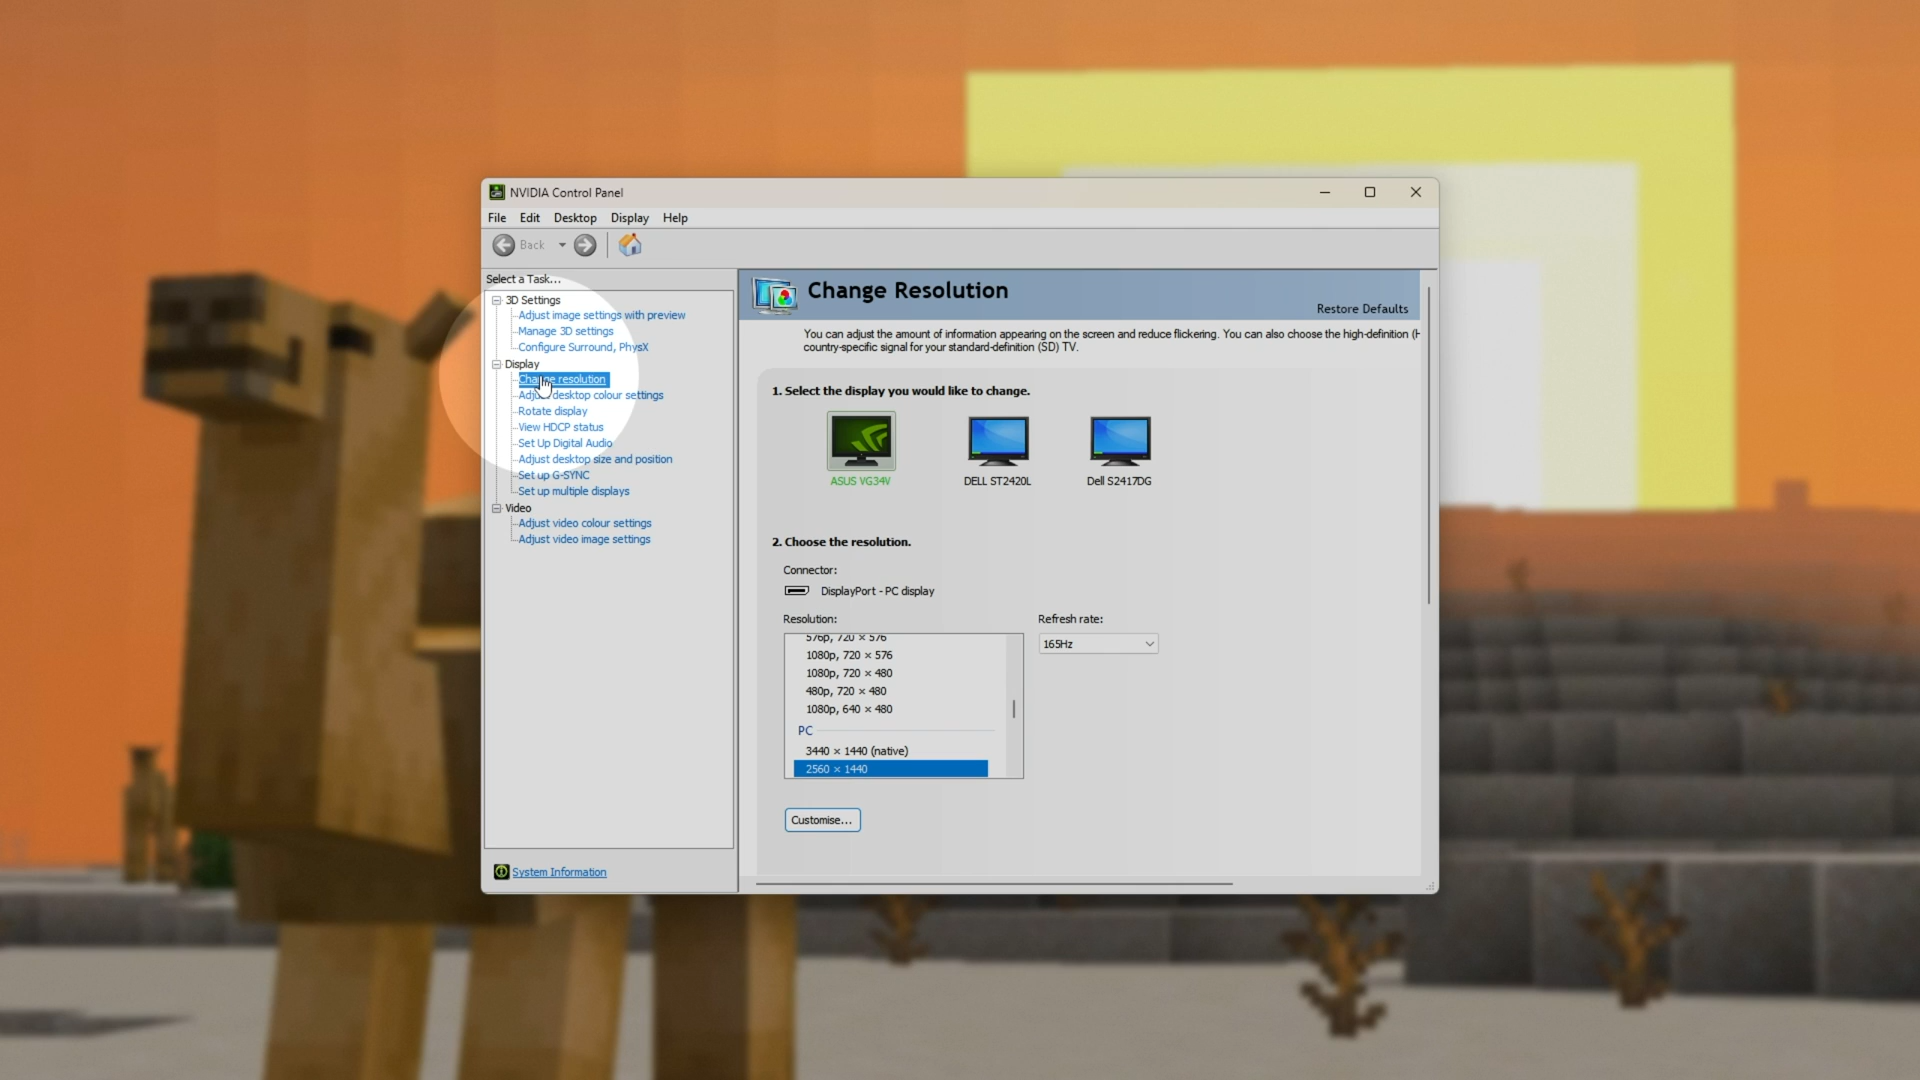 NVIDIA Control Panel
File Edit Desktop Display Help
Back
Select a Task...
3D Settings
Adjust image settings with preview
Manage 3D settings
Configure Surround, PhysX
Display
Change resolution
Adjust desktop colour settings
Rotate display
View HDCP status
Set Up Digital Audio
Adjust desktop size and position
Set up G-SYNC
Set up multiple displays
Video
Adjust video colour settings
Adjust video image settings
System Information
Change Resolution
Restore Defaults
You can adjust the amount of information appearing on the screen and reduce flickering. You can also choose the high-definition (H
country-specific signal for your standard-definition (SD) TV.
1. Select the display you would like to change.
ASUS VG34V
DELL ST2420L
Dell S2417DG
2. Choose the resolution.
Connector:
DisplayPort - PC display
Resolution:
576p, 720 × 576
1080p, 720 × 576
1080p, 720 × 480
480p, 720 × 480
1080p, 640 × 480
PC
3440 × 1440 (native)
2560 × 1440
Refresh rate:
165Hz
Customise...